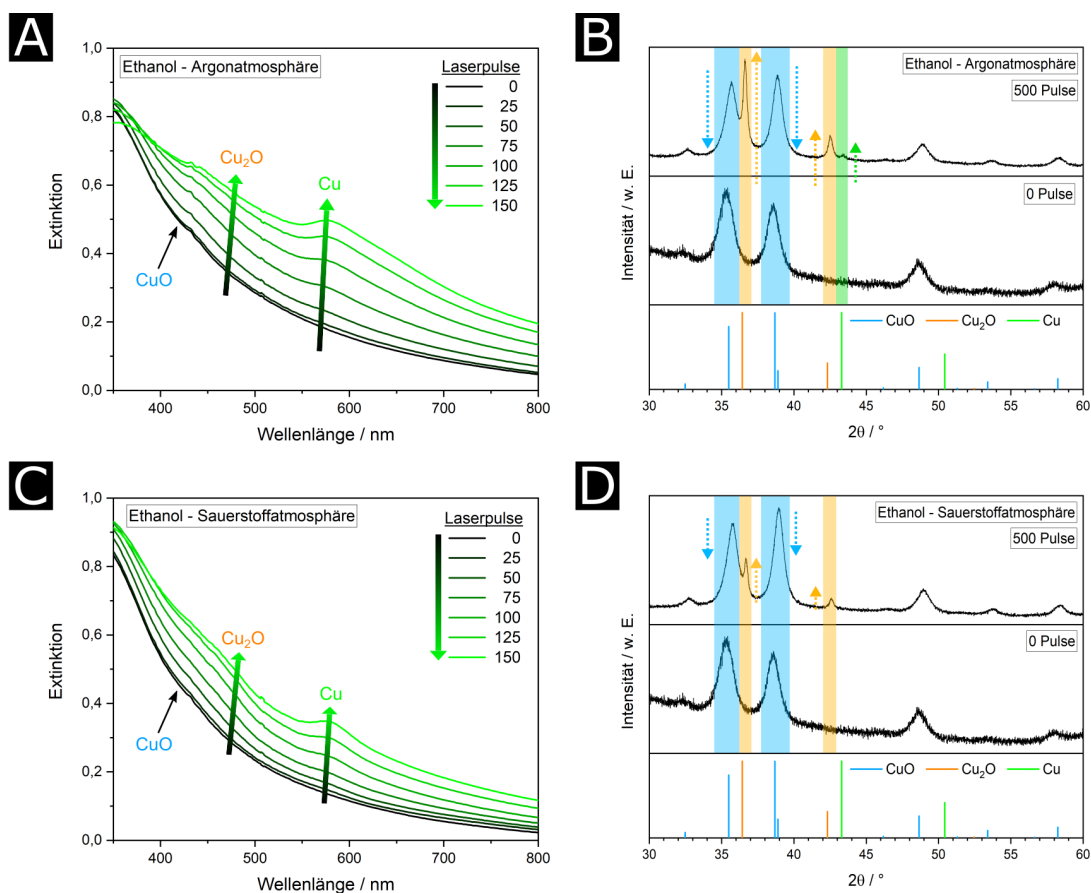 A
Ethanol - Argonatmosphäre
Laserpulse
0
25
50
75
100
125
150
Cu₂O
Cu
CuO
Extinktion
1,0
0,8
0,6
0,4
0,2
0,0
400 500 600 700 800
Wellenlänge / nm
B
Ethanol - Argonatmosphäre
500 Pulse
0 Pulse
CuO Cu₂O Cu
Intensität / w. E.
30 35 40 45 50 55 60
2θ / °
C
Ethanol - Sauerstoffatmosphäre
Laserpulse
0
25
50
75
100
125
150
Cu₂O
Cu
CuO
Extinktion
1,0
0,8
0,6
0,4
0,2
0,0
400 500 600 700 800
Wellenlänge / nm
D
Ethanol - Sauerstoffatmosphäre
500 Pulse
0 Pulse
CuO Cu₂O Cu
Intensität / w. E.
30 35 40 45 50 55 60
2θ / °